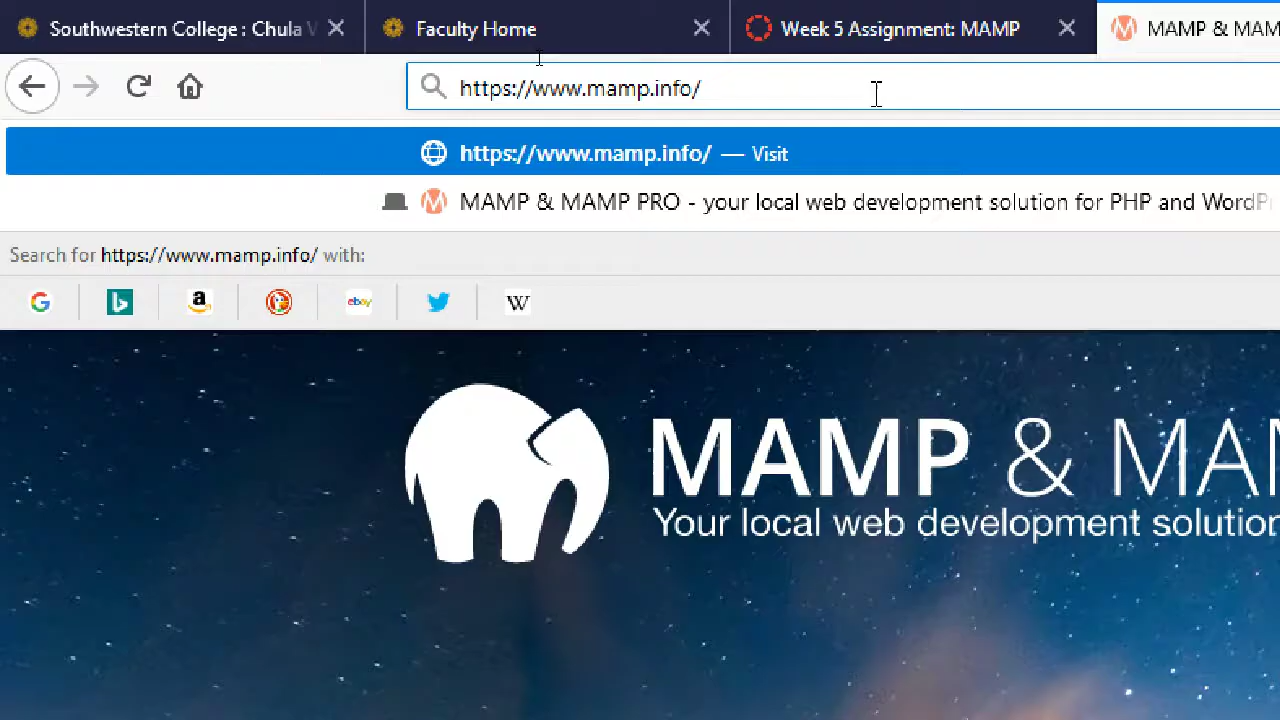 Southwestern College : Chula V
Faculty Home
Week 5 Assignment: MAMP
MAMP & MAM
https://www.mamp.info/
https://www.mamp.info/ — Visit
MAMP & MAMP PRO - your local web development solution for PHP and WordPr
Search for https://www.mamp.info/ with:
ebay
MAMP & MAM
Your local web development solution